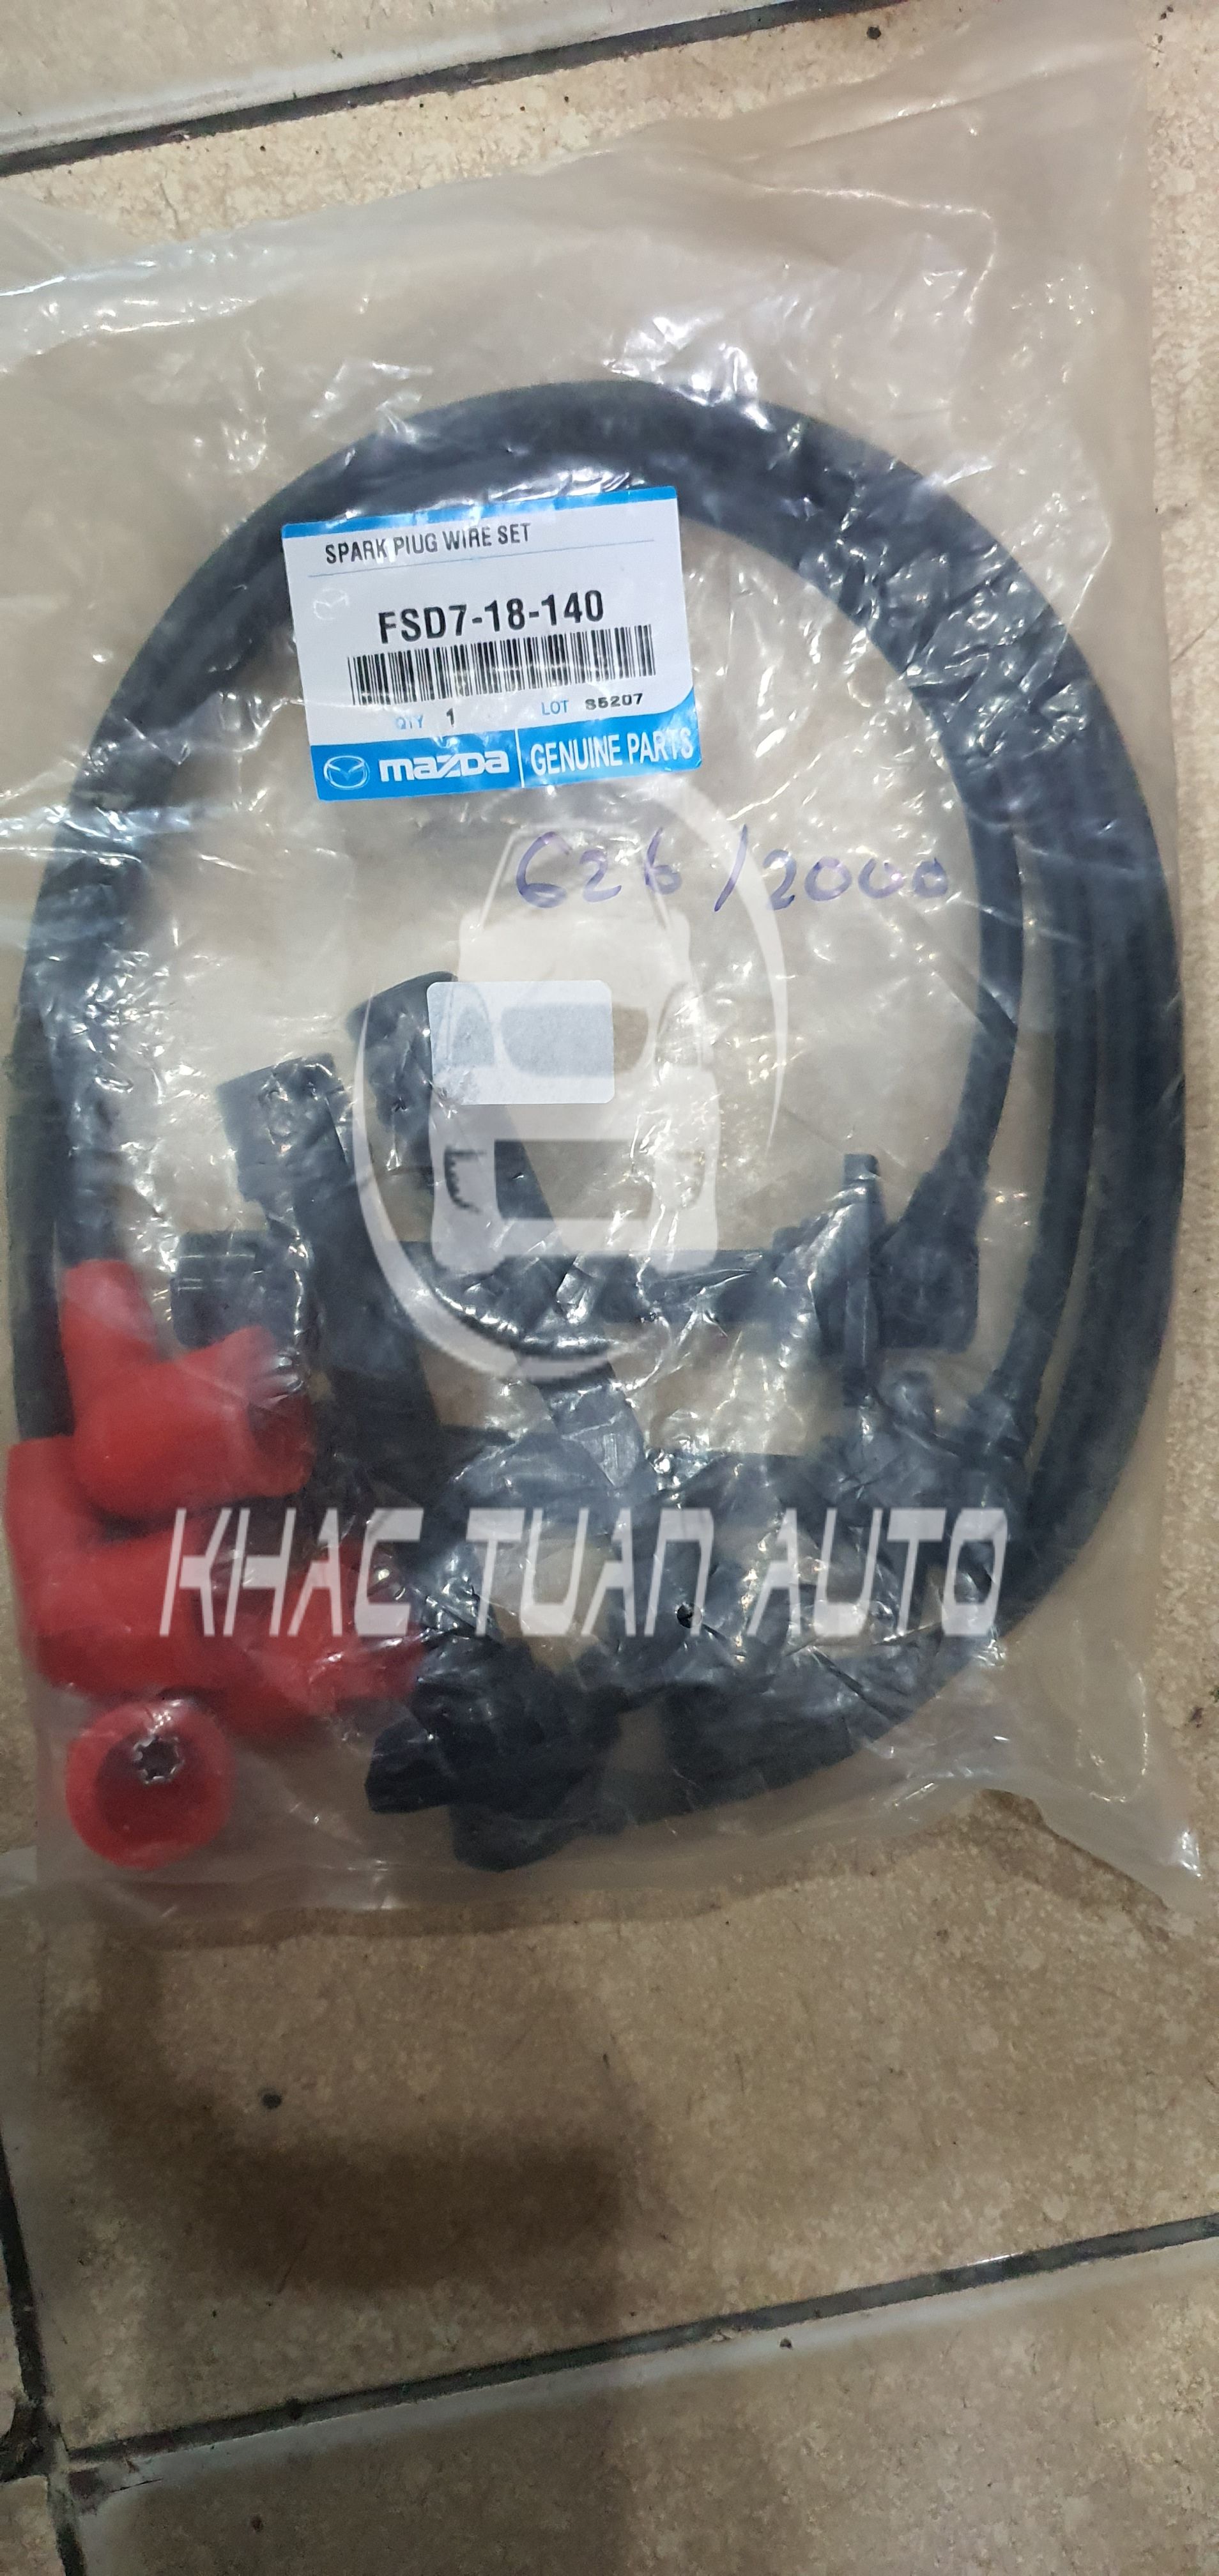 SPARK PIUG WIRE SET
FSD7-18-140
QTY 1 LOT S5207
mazda GENUINE PARTS
626/2000
KHAC TUAN AUTO